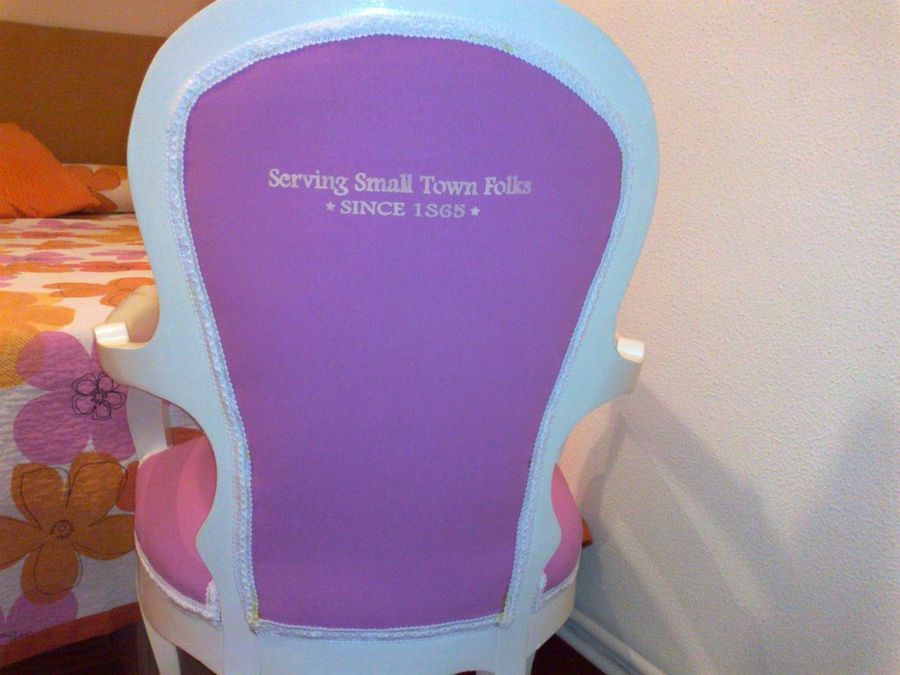 Serving Small Town Folks
★ SINCE 1865 ★